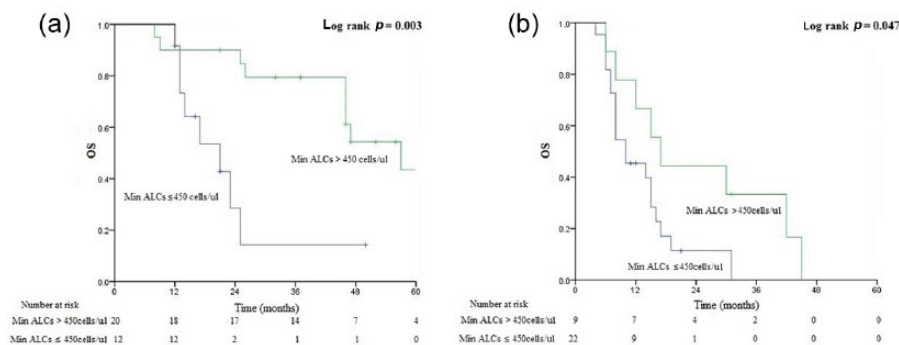 (a)
Log rank p = 0.003
OS
1.0
0.8
0.6
0.4
0.2
0.0
Min ALCs > 450 cells/ul
Min ALCs ≤450 cells/ul
0 12 24 36 48 60
Time (months)
Number at risk
Min ALCs > 450cells/ul 20 18 17 14 7 4
Min ALCs ≤ 450cells/ul 12 12 2 1 1 0
(b)
Log rank p = 0.047
OS
1.0
0.8
0.6
0.4
0.2
0.0
Min ALCs >450cells/ul
Min ALCs ≤450cells/ul
0 12 24 36 48 60
Time (months)
Number at risk
Min ALCs > 450cells/ul 9 7 4 2 0 0
Min ALCs ≤ 450cells/ul 22 9 1 0 0 0